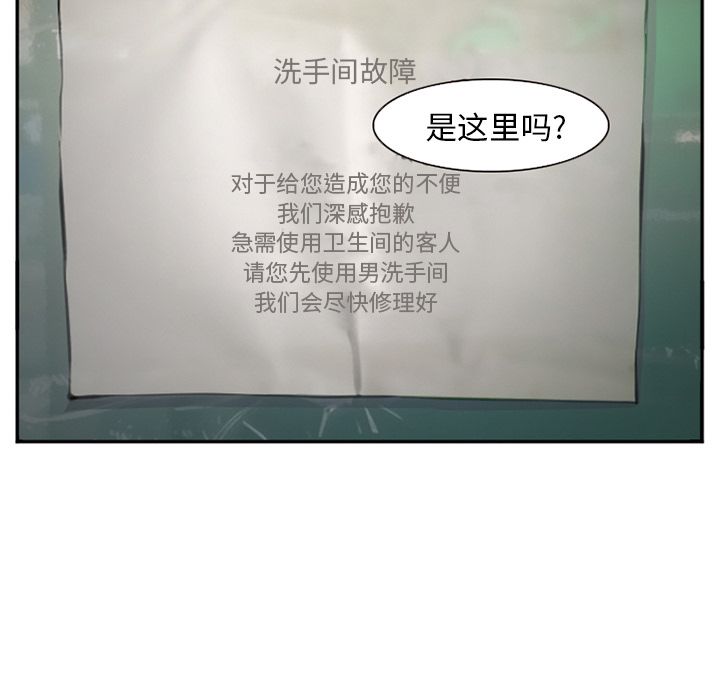 洗手间故障
是这里吗?
对于给您造成您的不便
我们深感抱歉
急需使用卫生间的客人
请您先使用男洗手间
我们会尽快修理好